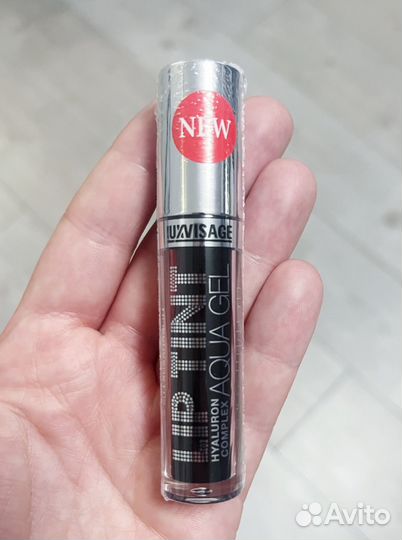 NEW
LUXVISAGE
LIP TINT
HYALURON
COMPLEX
AQUA GEL
Avito